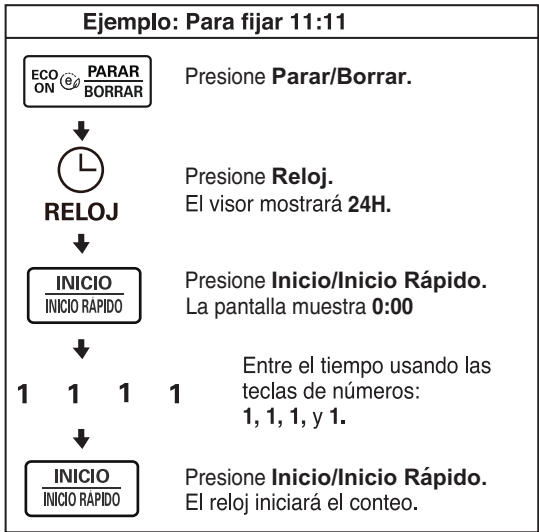 Ejemplo: Para fijar 11:11
ECO ON e PARAR
BORRAR
Presione Parar/Borrar.
RELOJ
Presione Reloj.
El visor mostrará 24H.
INICIO
INICIO RÁPIDO
Presione Inicio/Inicio Rápido.
La pantalla muestra 0:00
1 1 1 1
Entre el tiempo usando las
teclas de números:
1, 1, 1, y 1.
INICIO
INICIO RÁPIDO
Presione Inicio/Inicio Rápido.
El reloj iniciará el conteo.